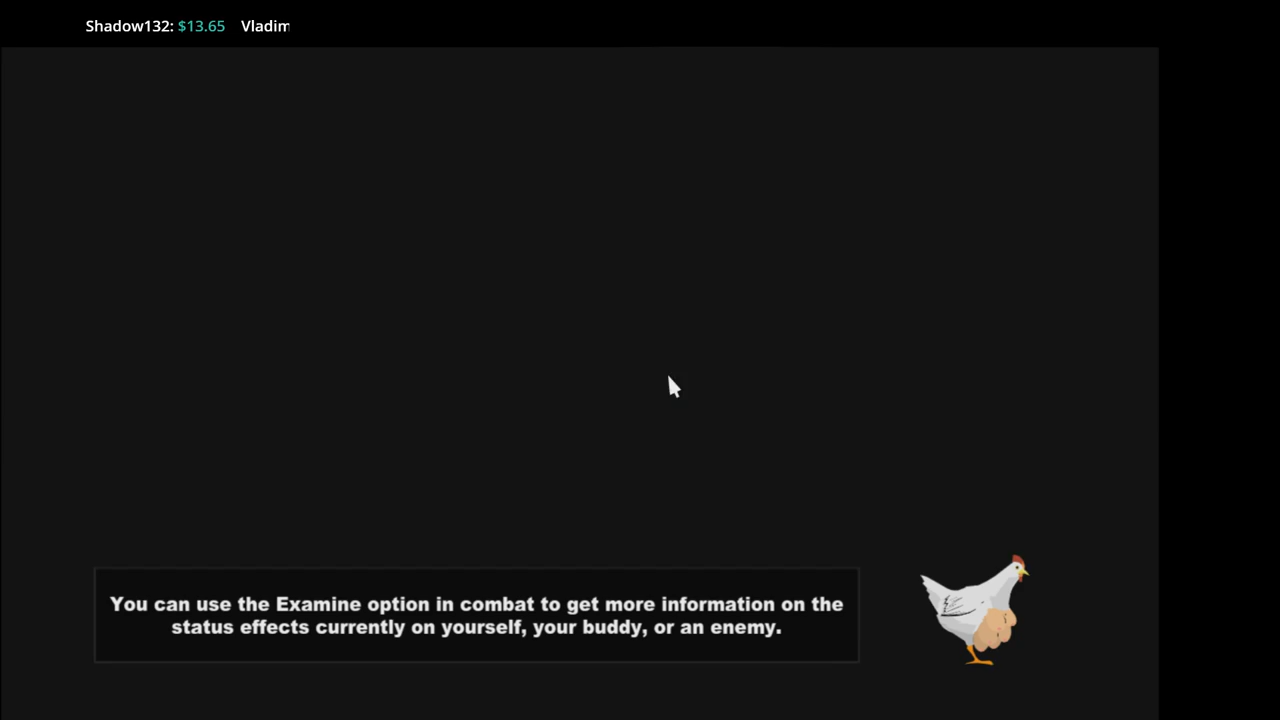 Shadow132: $13.65 Vladim
You can use the Examine option in combat to get more information on the
status effects currently on yourself, your buddy, or an enemy.